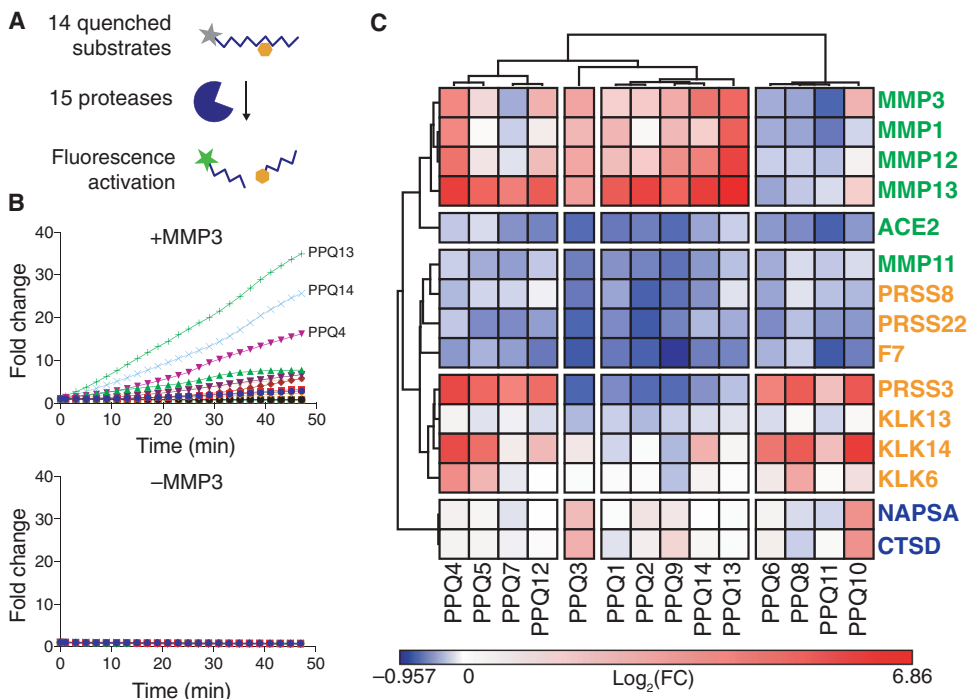 A
14 quenched
substrates
15 proteases
Fluorescence
activation
B
+MMP3
40
30
20
10
0
Fold change
PPQ13
PPQ14
PPQ4
0 10 20 30 40 50
Time (min)
–MMP3
40
30
20
10
0
Fold change
0 10 20 30 40 50
Time (min)
C
MMP3
MMP1
MMP12
MMP13
ACE2
MMP11
PRSS8
PRSS22
F7
PRSS3
KLK13
KLK14
KLK6
NAPSA
CTSD
PPQ4 PPQ5 PPQ7 PPQ12 PPQ3 PPQ1 PPQ2 PPQ9 PPQ14 PPQ13 PPQ6 PPQ8 PPQ11 PPQ10
–0.957 0 Log2(FC) 6.86